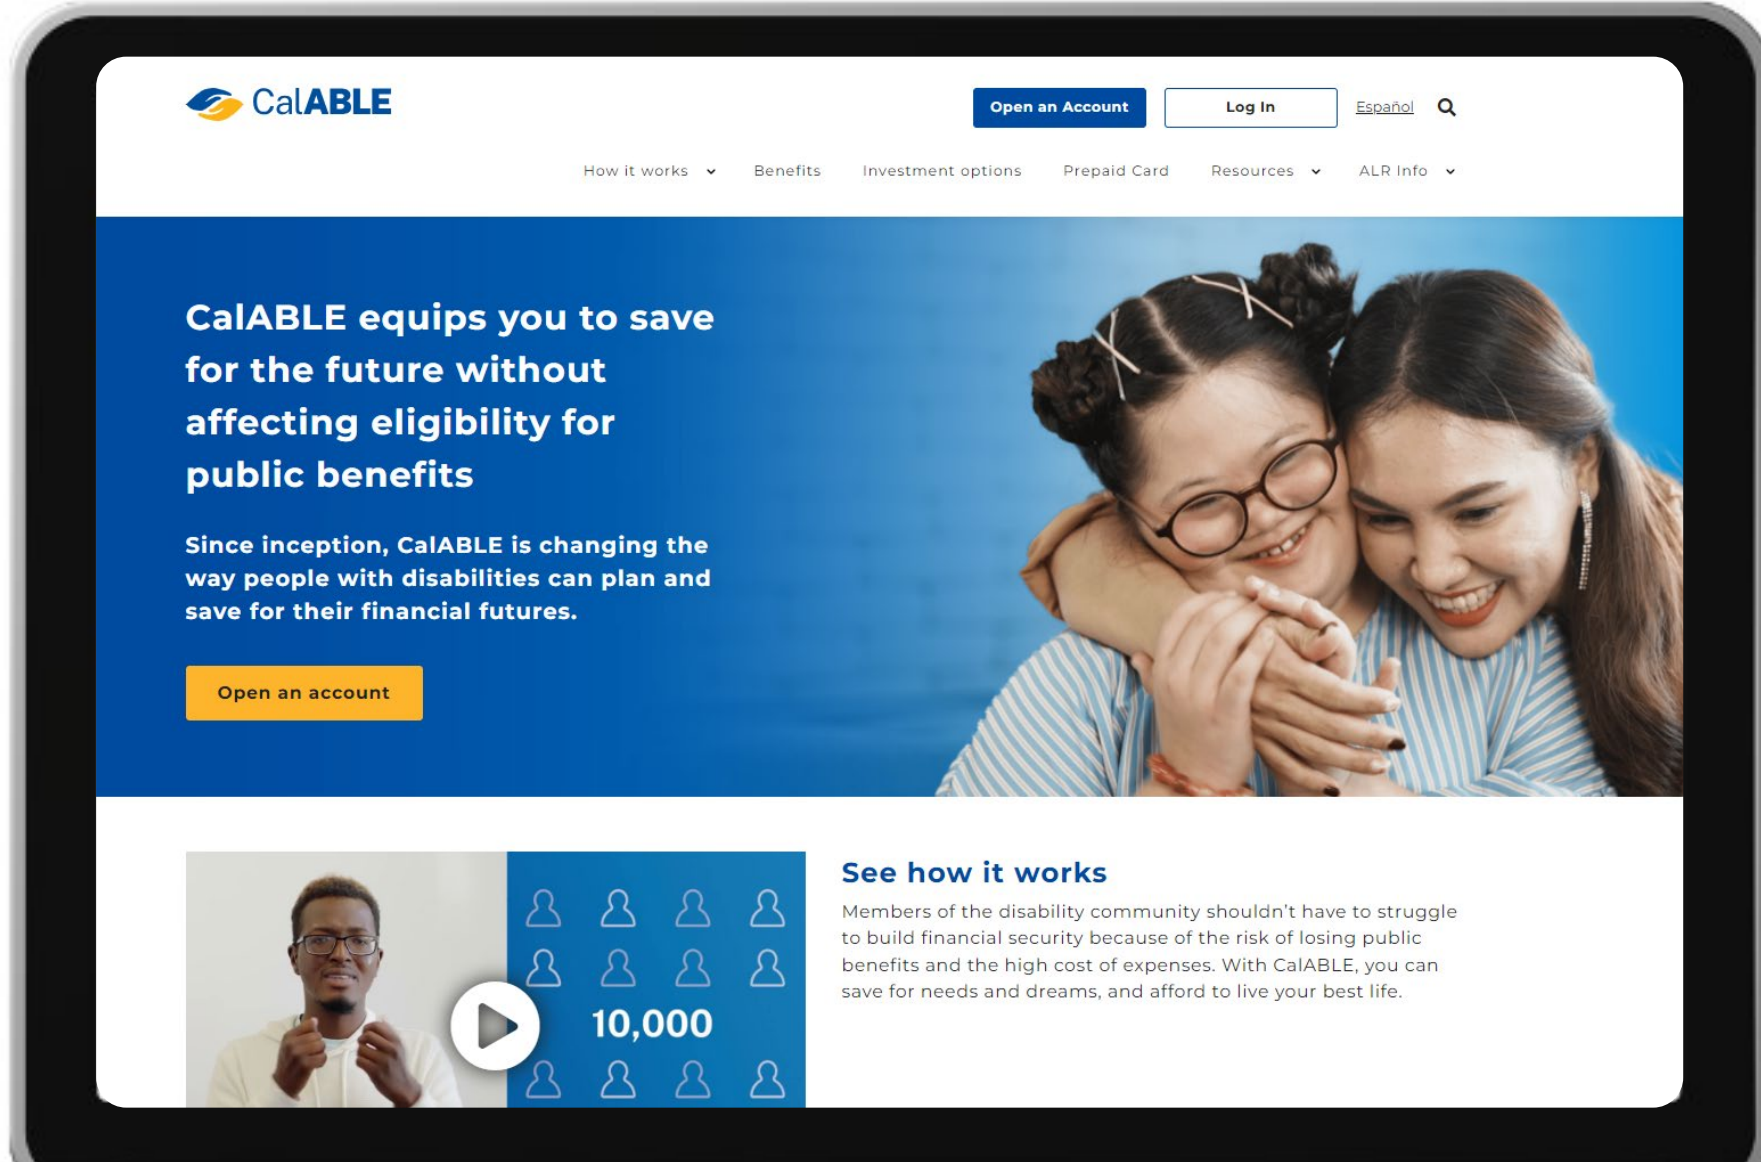 CalABLE
Open an Account
Log In
Español
How it works
Benefits
Investment options
Prepaid Card
Resources
ALR Info
CalABLE equips you to save
for the future without
affecting eligibility for
public benefits
Since inception, CalABLE is changing the
way people with disabilities can plan and
save for their financial futures.
Open an account
10,000
See how it works
Members of the disability community shouldn't have to struggle
to build financial security because of the risk of losing public
benefits and the high cost of expenses. With CalABLE, you can
save for needs and dreams, and afford to live your best life.